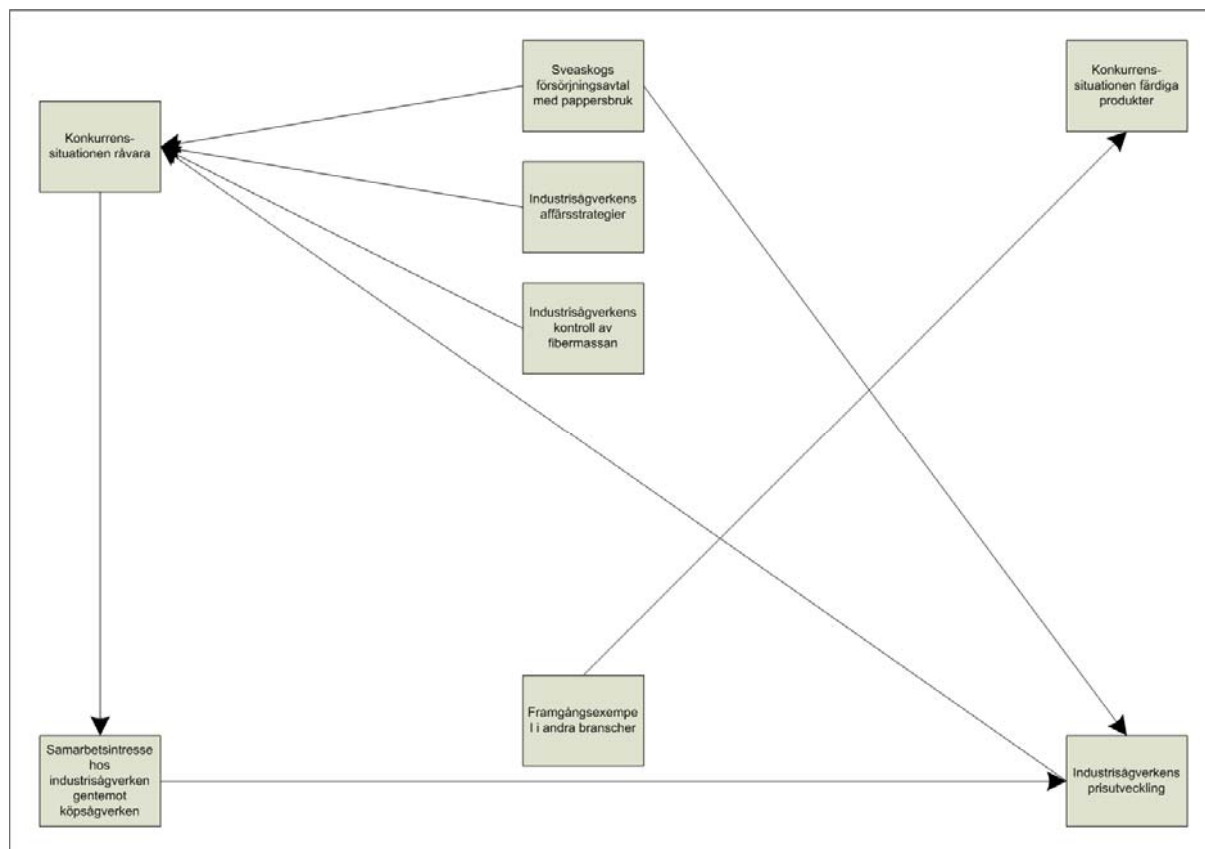 Sveaskogs
försörjningsavtal
med pappersbruk
Konkurrens-
situationen färdiga
produkter
Konkurrens-
situationen råvara
Industrisågverkens
affärsstrategier
Industrisågverkens
kontroll av
fibermassan
Framgångsexempe
l i andra branscher
Samarbetsintresse
hos
industrisågverken
gentemot
köpsågverken
Industrisågverkens
prisutveckling